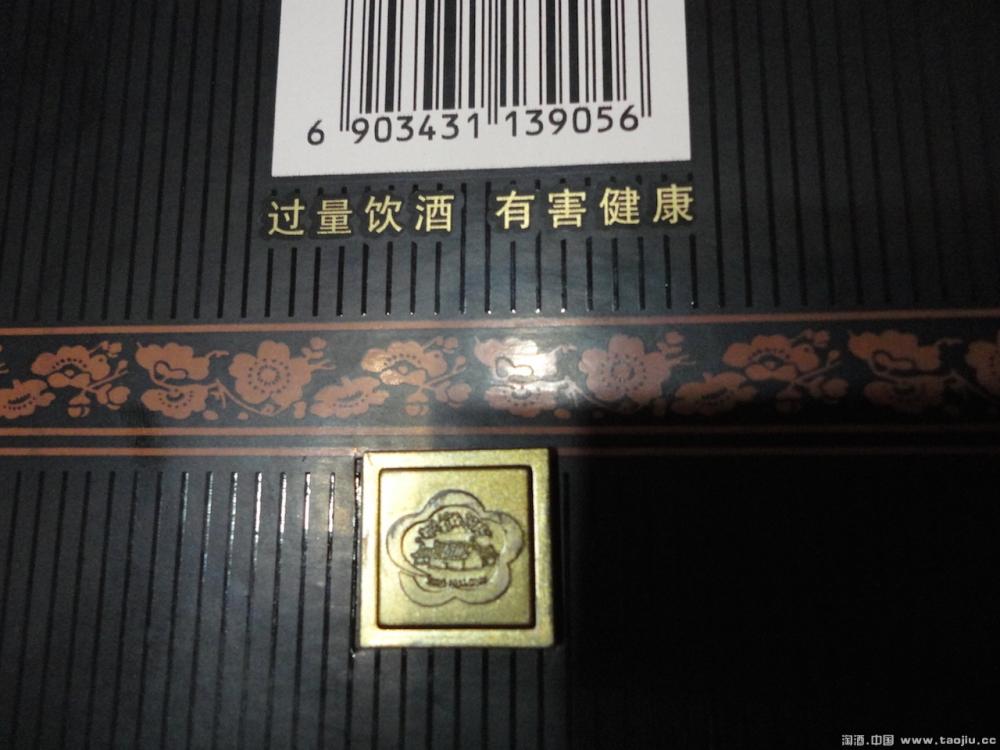 6 903431 139056
过量饮酒 有害健康
淘酒.中国 www.taojiu.cc